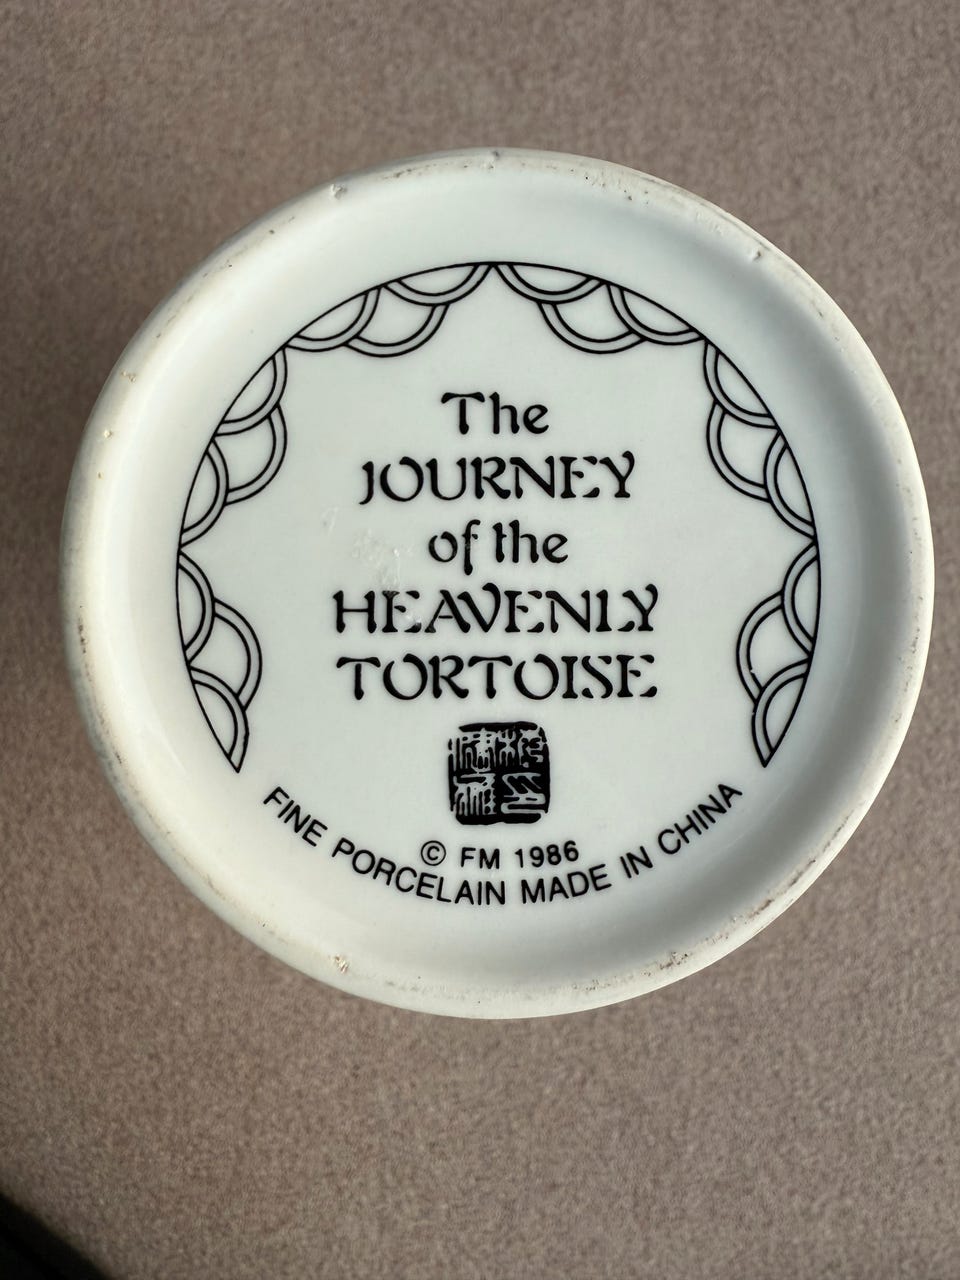 The
JOURNEY
of the
HEAVENLY
TORTOISE
© FM 1986
FINE PORCELAIN MADE IN CHINA